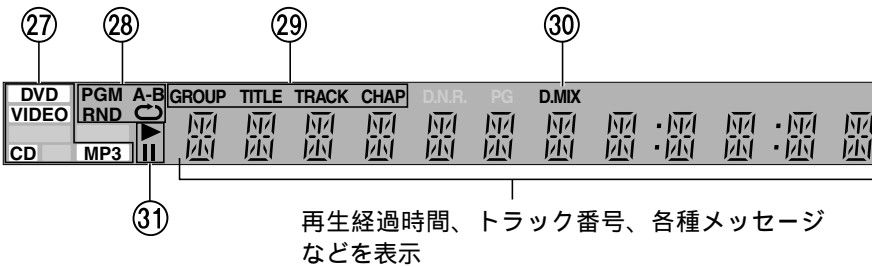 ㉗ ㉘ ㉙ ㉚
DVD PGM A-B GROUP TITLE TRACK CHAP D.N.R. PG D.MIX
VIDEO RND
CD MP3
㉛
再生経過時間、トラック番号、各種メッセージ
などを表示